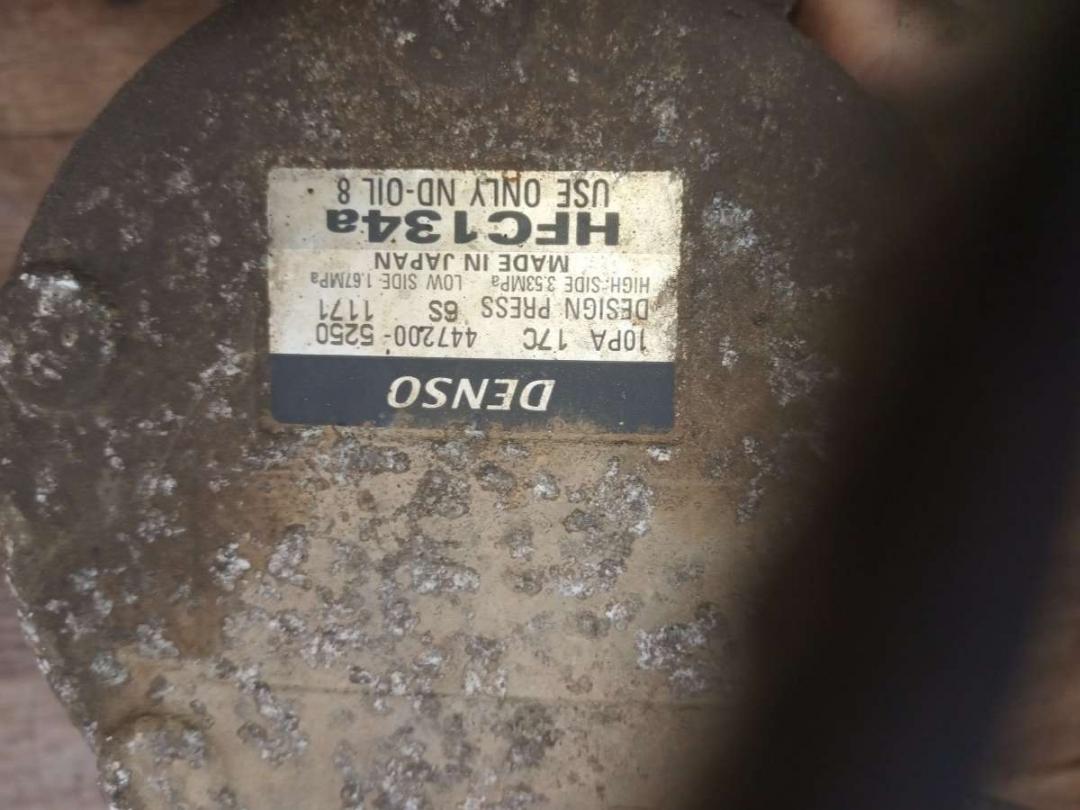 DENSO
10PA 17C 447200-5250
DESIGN PRESS 6S 1171
HIGH-SIDE 3.53MPa LOW SIDE 1.67MPa
MADE IN JAPAN
HFC134a
USE ONLY ND-OIL 8